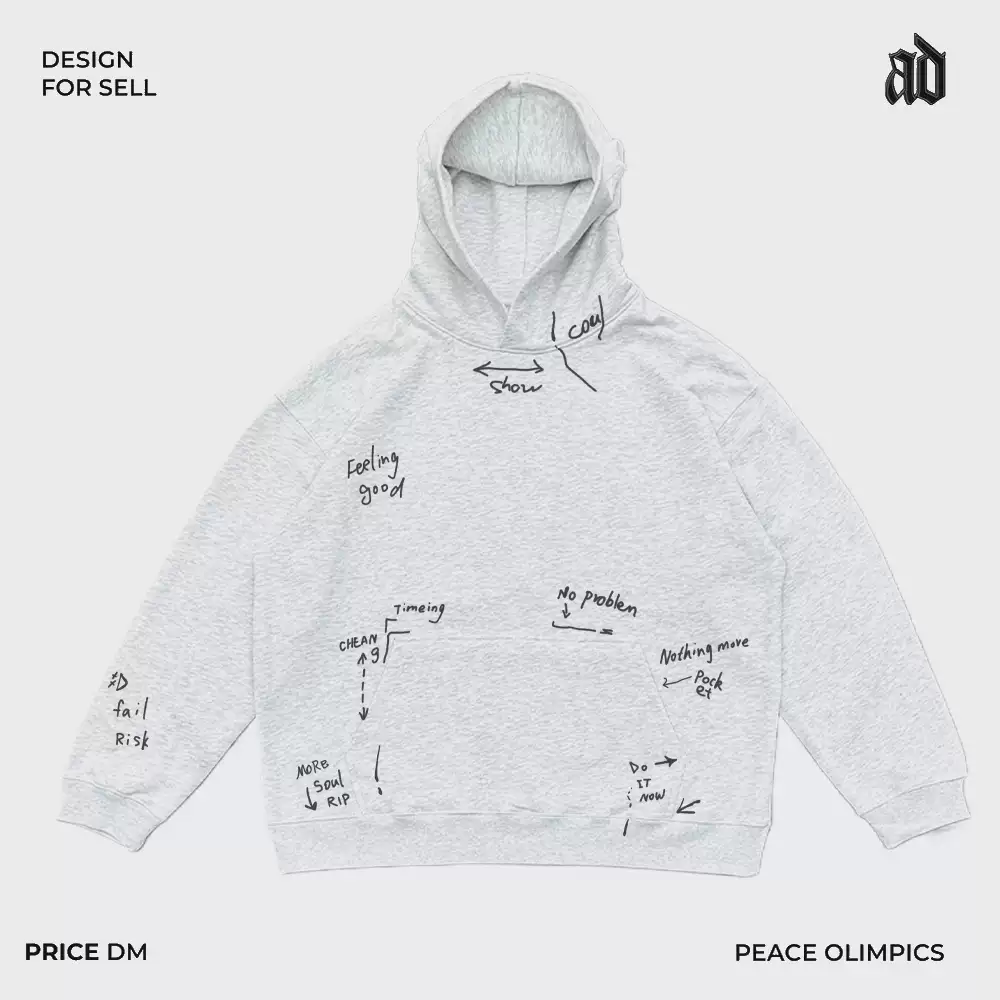 DESIGN
FOR SELL
ad
coul
Show
Feeling
good
Timeing
CHEAN
g
No problem
Nothing move
Pock
et
fail
Risk
MORE
Soul
RIP
Do
IT
NOW
PRICE DM
PEACE OLIMPICS